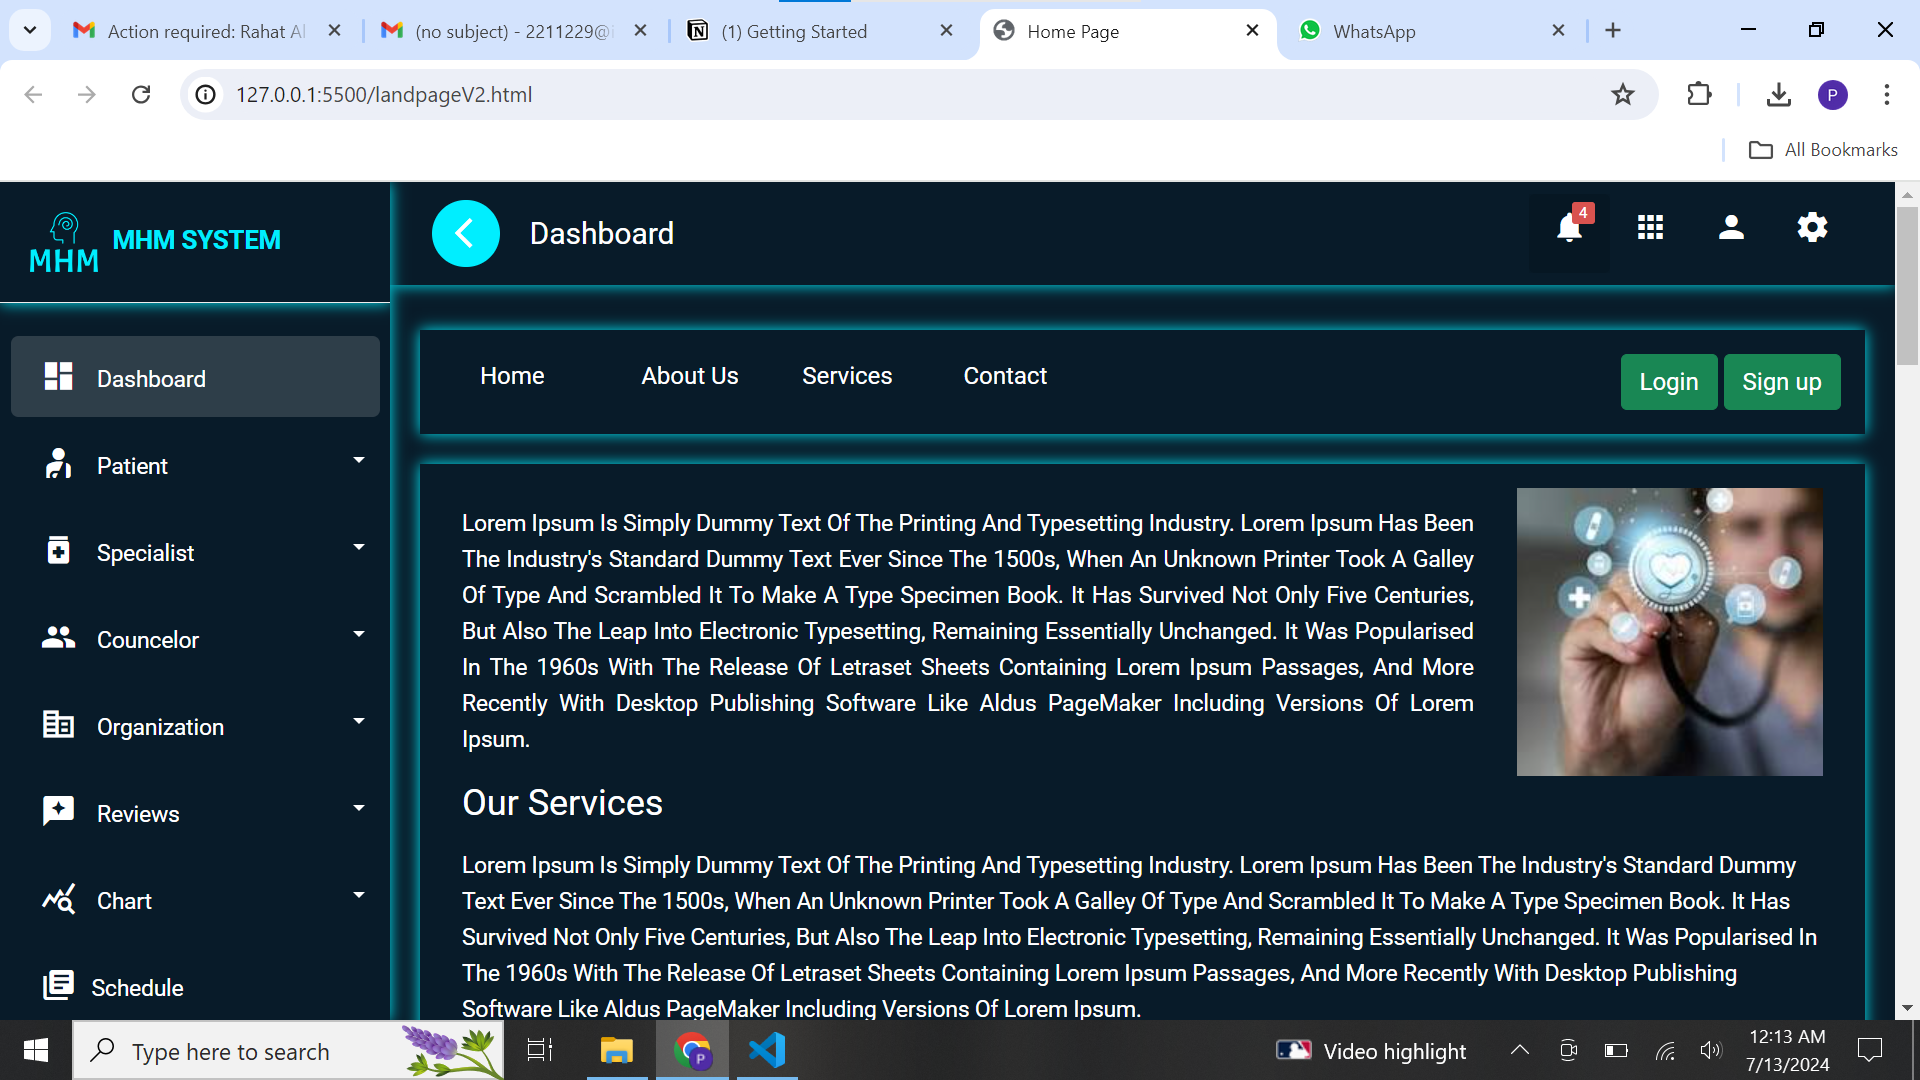 Action required: Rahat Al
(no subject) - 2211229@i
(1) Getting Started
Home Page
WhatsApp
127.0.0.1:5500/landpageV2.html
P
All Bookmarks
MHM
MHM SYSTEM
Dashboard
4
Dashboard
Patient
Specialist
Councelor
Organization
Reviews
Chart
Schedule
Home
About Us
Services
Contact
Login
Sign up
Lorem Ipsum Is Simply Dummy Text Of The Printing And Typesetting Industry. Lorem Ipsum Has Been
The Industry's Standard Dummy Text Ever Since The 1500s, When An Unknown Printer Took A Galley
Of Type And Scrambled It To Make A Type Specimen Book. It Has Survived Not Only Five Centuries,
But Also The Leap Into Electronic Typesetting, Remaining Essentially Unchanged. It Was Popularised
In The 1960s With The Release Of Letraset Sheets Containing Lorem Ipsum Passages, And More
Recently With Desktop Publishing Software Like Aldus PageMaker Including Versions Of Lorem
Ipsum.
Our Services
Lorem Ipsum Is Simply Dummy Text Of The Printing And Typesetting Industry. Lorem Ipsum Has Been The Industry's Standard Dummy
Text Ever Since The 1500s, When An Unknown Printer Took A Galley Of Type And Scrambled It To Make A Type Specimen Book. It Has
Survived Not Only Five Centuries, But Also The Leap Into Electronic Typesetting, Remaining Essentially Unchanged. It Was Popularised In
The 1960s With The Release Of Letraset Sheets Containing Lorem Ipsum Passages, And More Recently With Desktop Publishing
Software Like Aldus PageMaker Including Versions Of Lorem Ipsum.
Type here to search
P
Video highlight
12:13 AM
7/13/2024